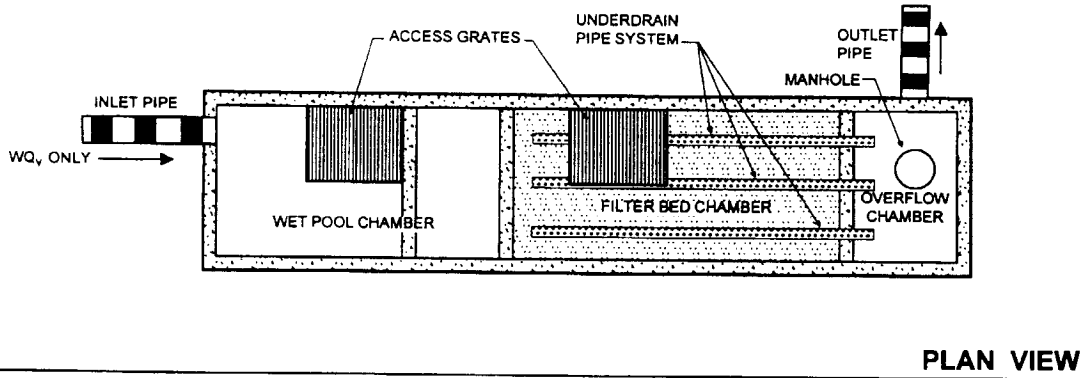 UNDERDRAIN
PIPE SYSTEM
ACCESS GRATES
OUTLET
PIPE
MANHOLE
INLET PIPE
WQv ONLY
WET POOL CHAMBER
FILTER BED CHAMBER
OVERFLOW
CHAMBER
PLAN VIEW